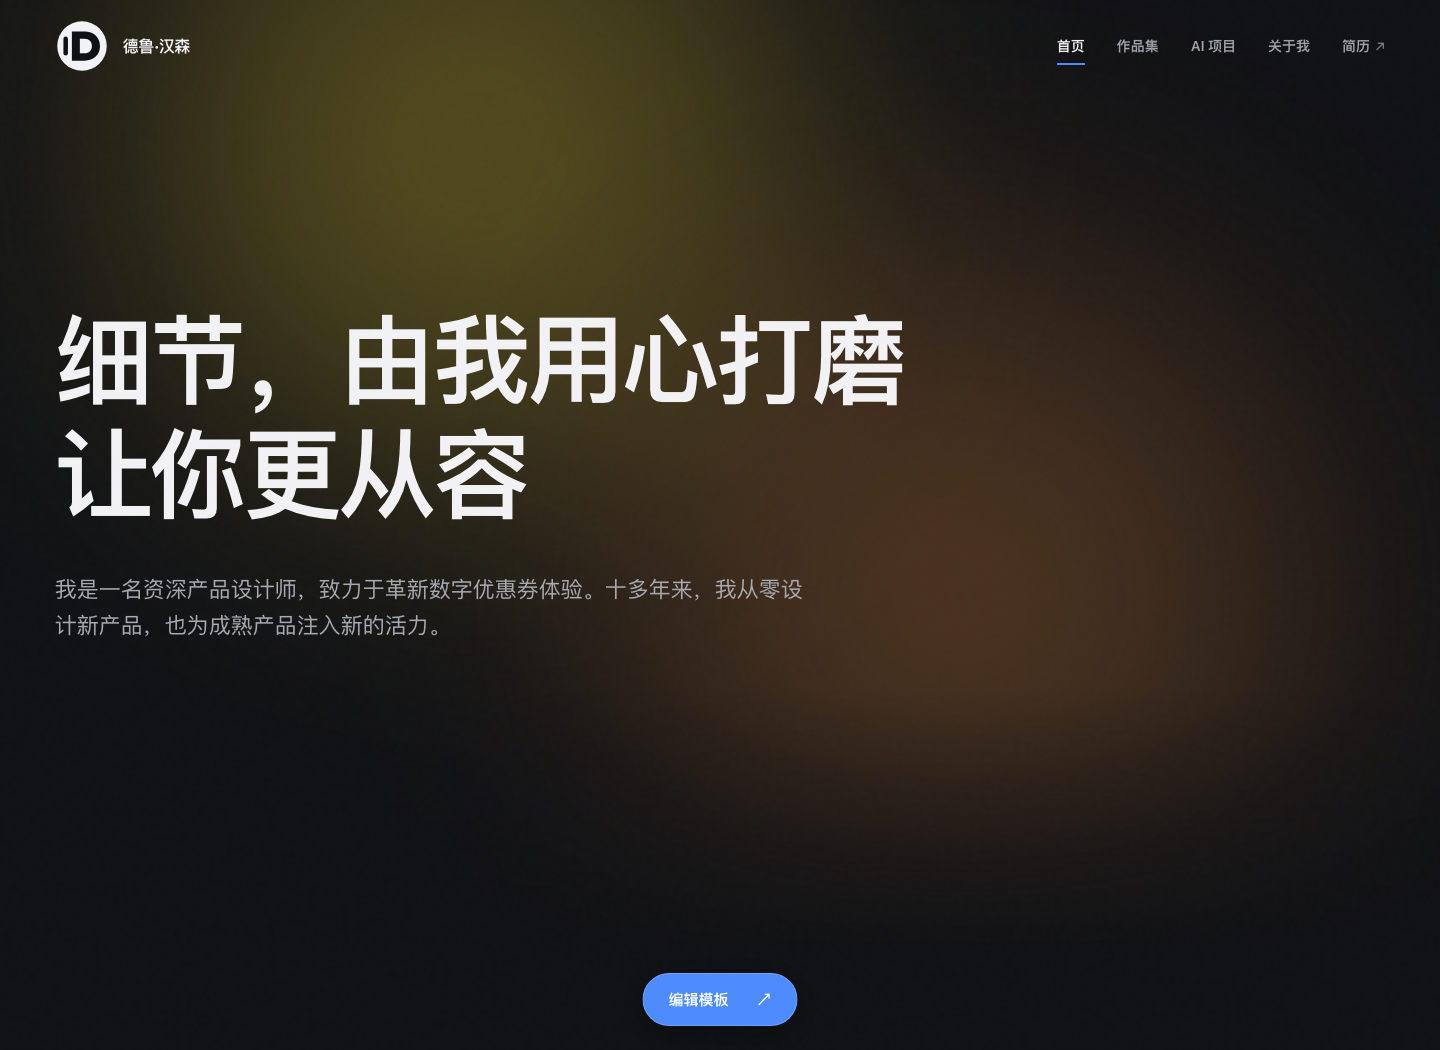 德鲁·汉森
首页
作品集
AI 项目
关于我
简历 ↗
细节，由我用心打磨
让你更从容
我是一名资深产品设计师，致力于革新数字优惠券体验。十多年来，我从零设
计新产品，也为成熟产品注入新的活力。
编辑模板 ↗